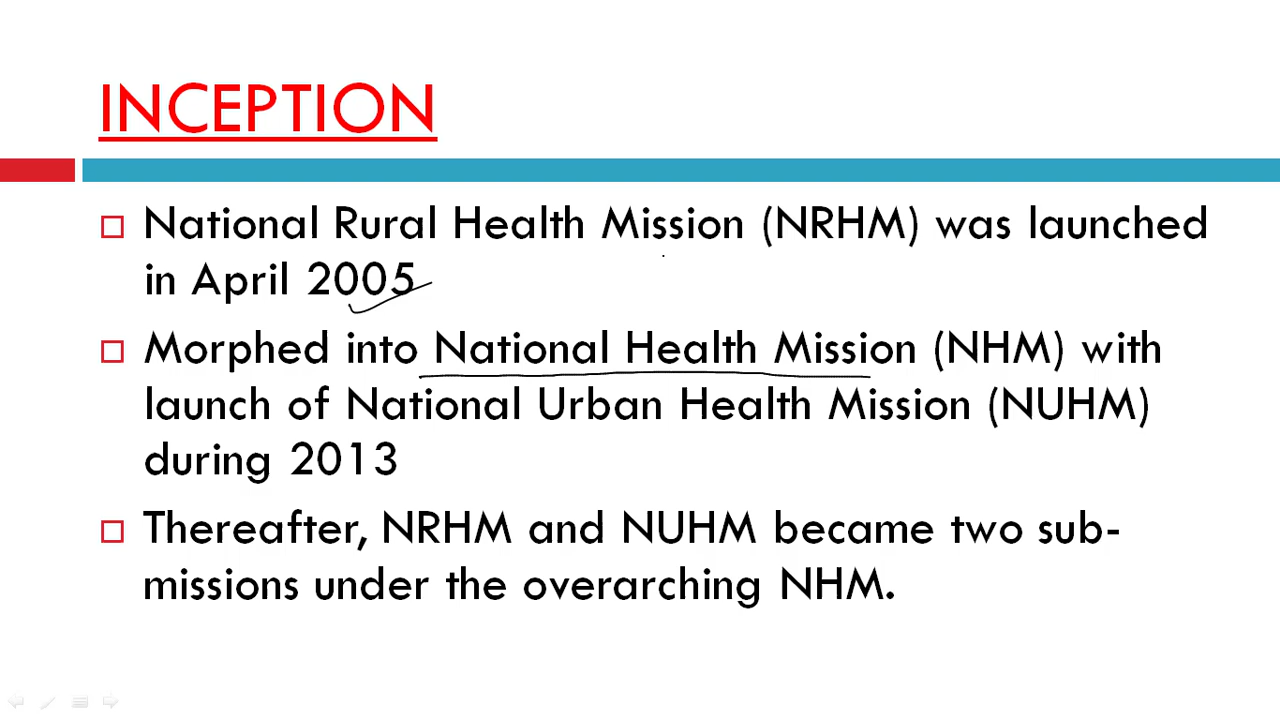 INCEPTION
National Rural Health Mission (NRHM) was launched
in April 2005
Morphed into National Health Mission (NHM) with
launch of National Urban Health Mission (NUHM)
during 2013
Thereafter, NRHM and NUHM became two sub-
missions under the overarching NHM.